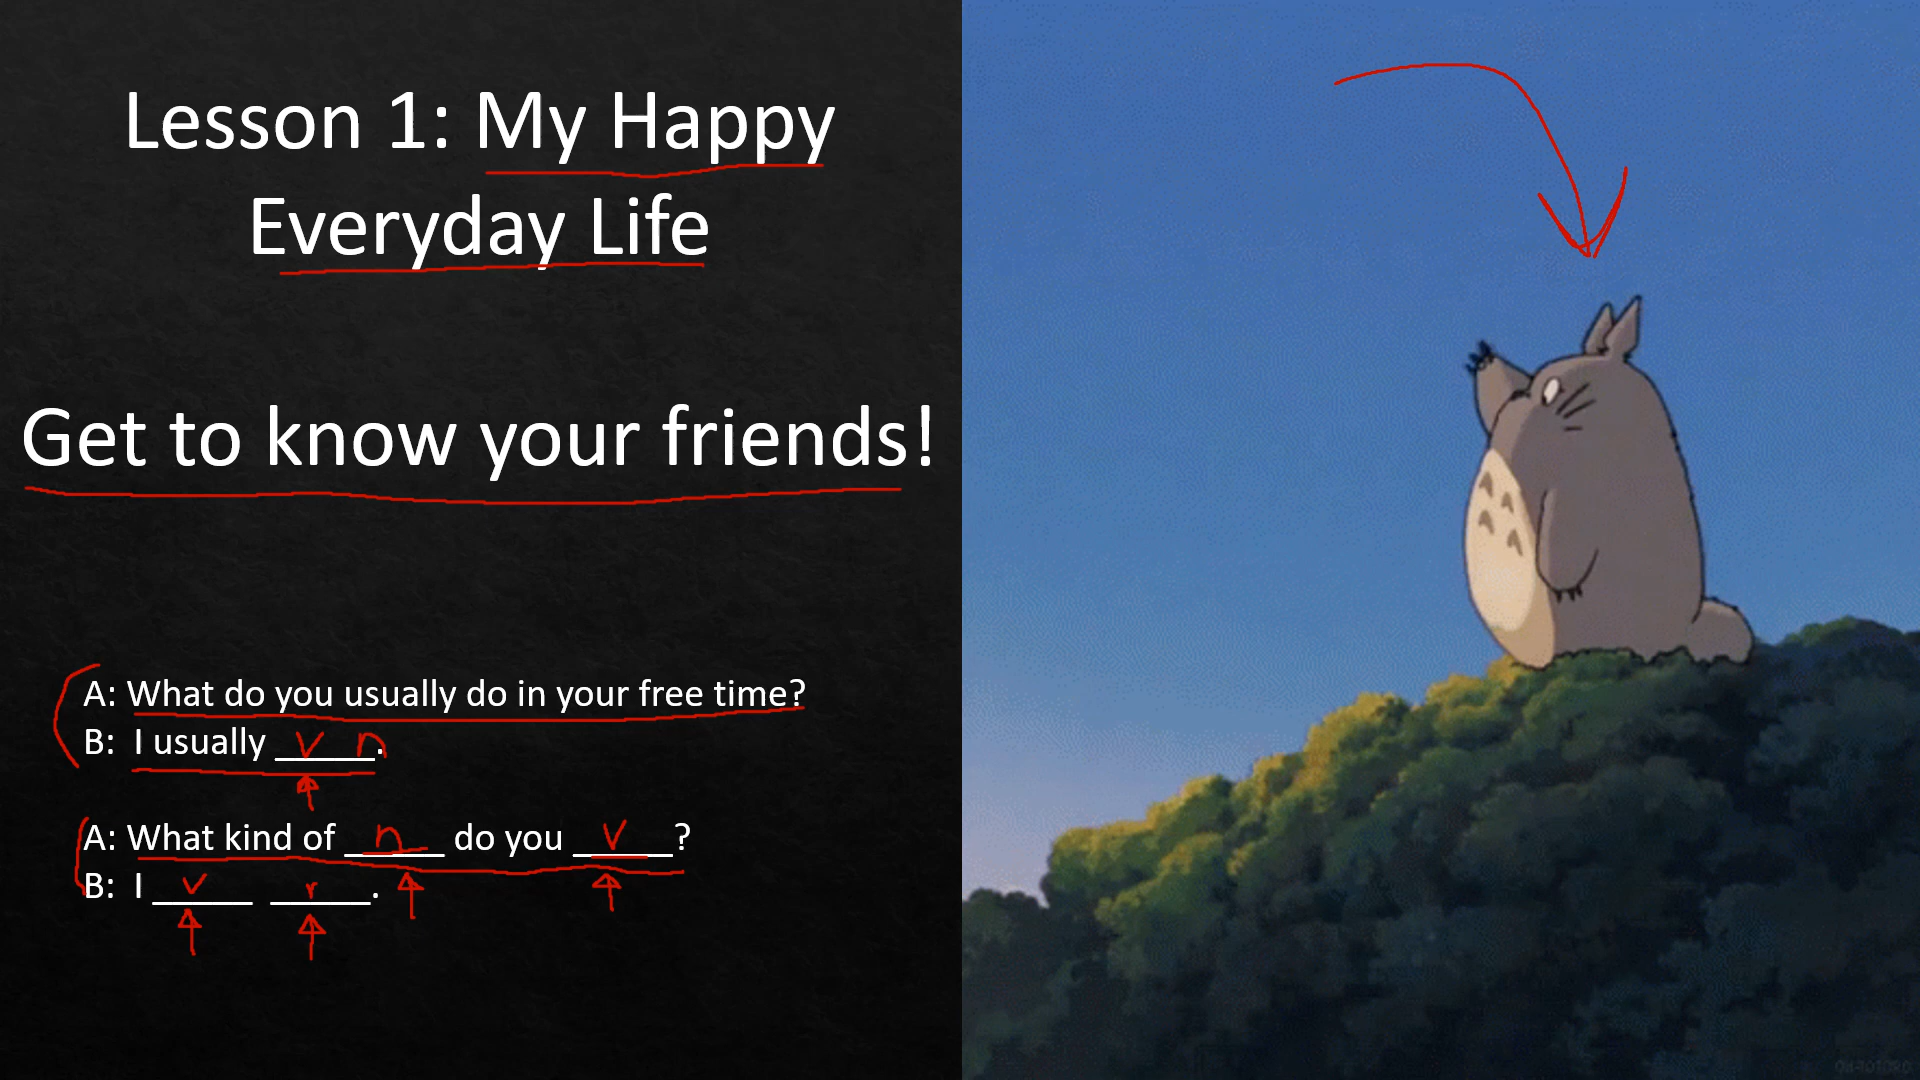 Lesson 1: My Happy
Everyday Life
Get to know your friends!
A: What do you usually do in your free time?
B: I usually v n.
A: What kind of n do you v?
B: I v r.